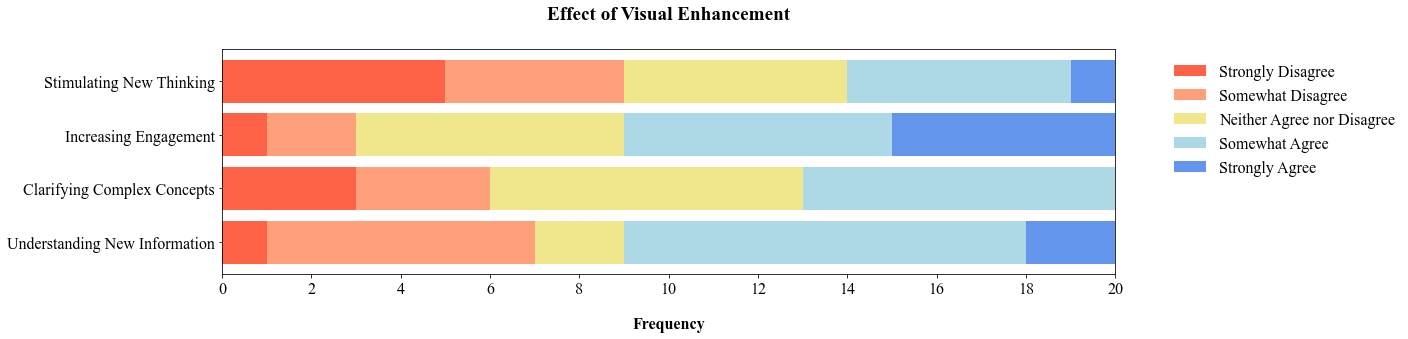 Effect of Visual Enhancement
Stimulating New Thinking
Increasing Engagement
Clarifying Complex Concepts
Understanding New Information
0 2 4 6 8 10 12 14 16 18 20
Frequency
Strongly Disagree
Somewhat Disagree
Neither Agree nor Disagree
Somewhat Agree
Strongly Agree